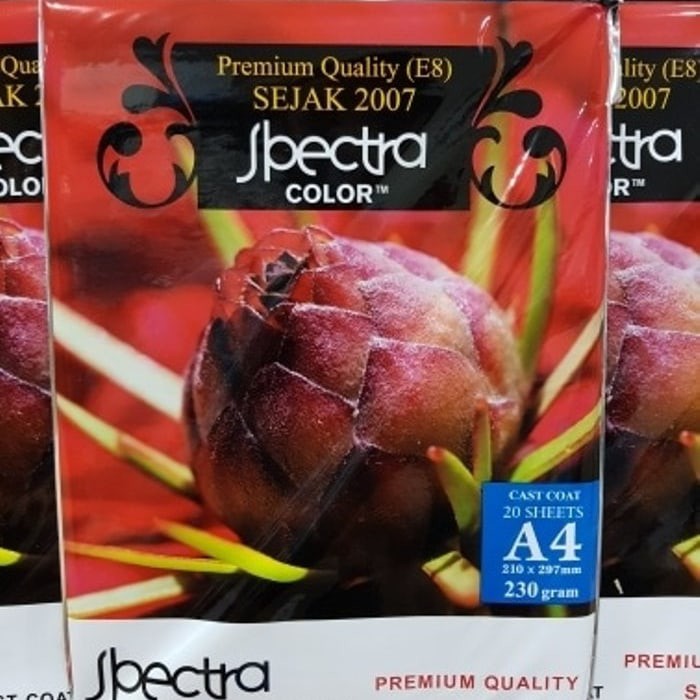 Premium Quality (E8)
SEJAK 2007
Spectra
COLOR™
CAST COAT
20 SHEETS
A4
210 x 297mm
230 gram
Spectra
PREMIUM QUALITY